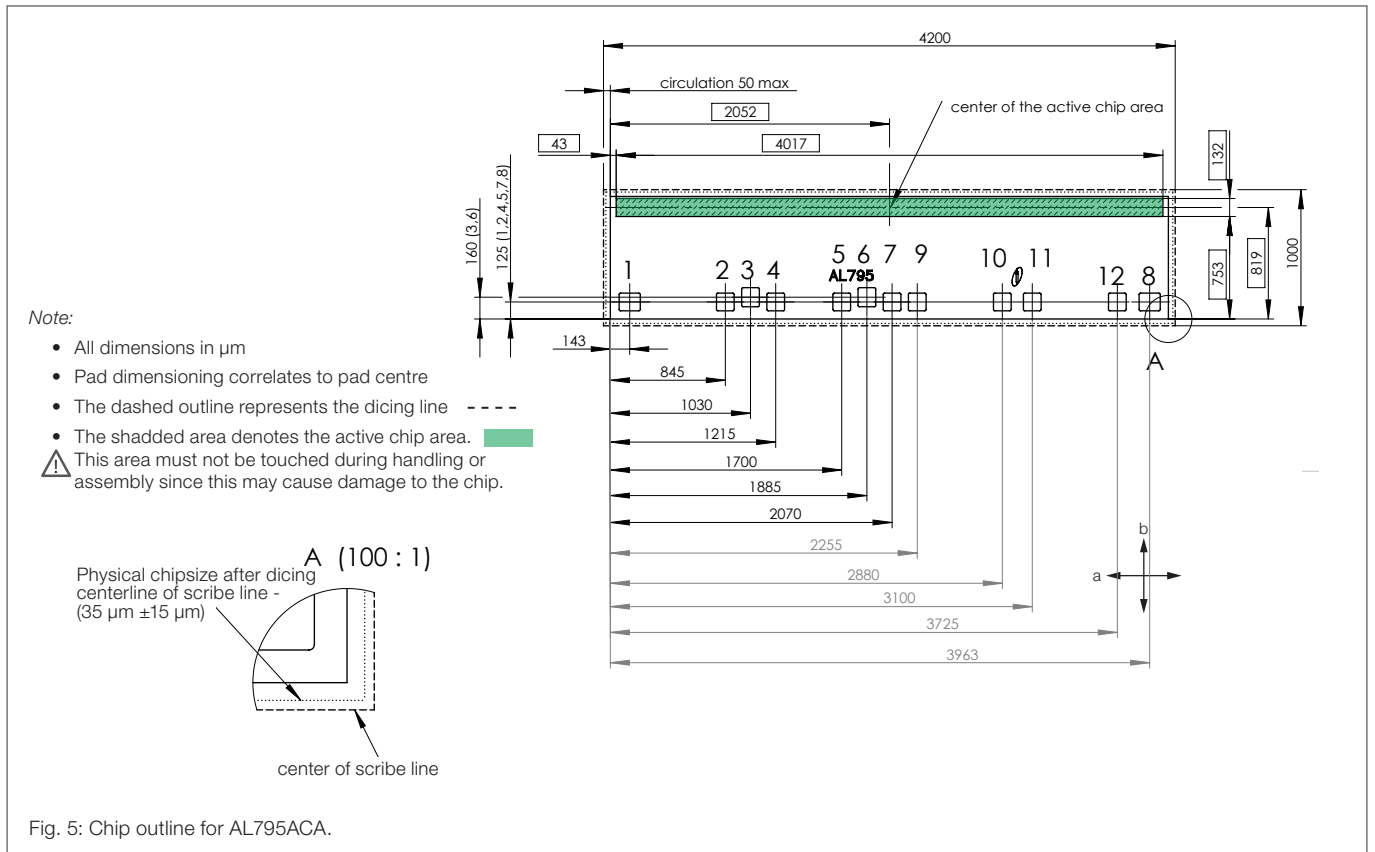 4200
circulation 50 max
2052
center of the active chip area
43
4017
132
160 (3,6)
125 (1,2,4,5,7,8)
753
819
1000
1 2 3 4 5 6 7 9 10 11 12 8
AL795
143
A
845
1030
1215
1700
1885
2070
2255
2880
3100
3725
3963
b
a
Note:
• All dimensions in µm
• Pad dimensioning correlates to pad centre
• The dashed outline represents the dicing line ----
• The shadded area denotes the active chip area.
This area must not be touched during handling or
assembly since this may cause damage to the chip.
A (100 : 1)
Physical chipsize after dicing
centerline of scribe line -
(35 µm ±15 µm)
center of scribe line
Fig. 5: Chip outline for AL795ACA.